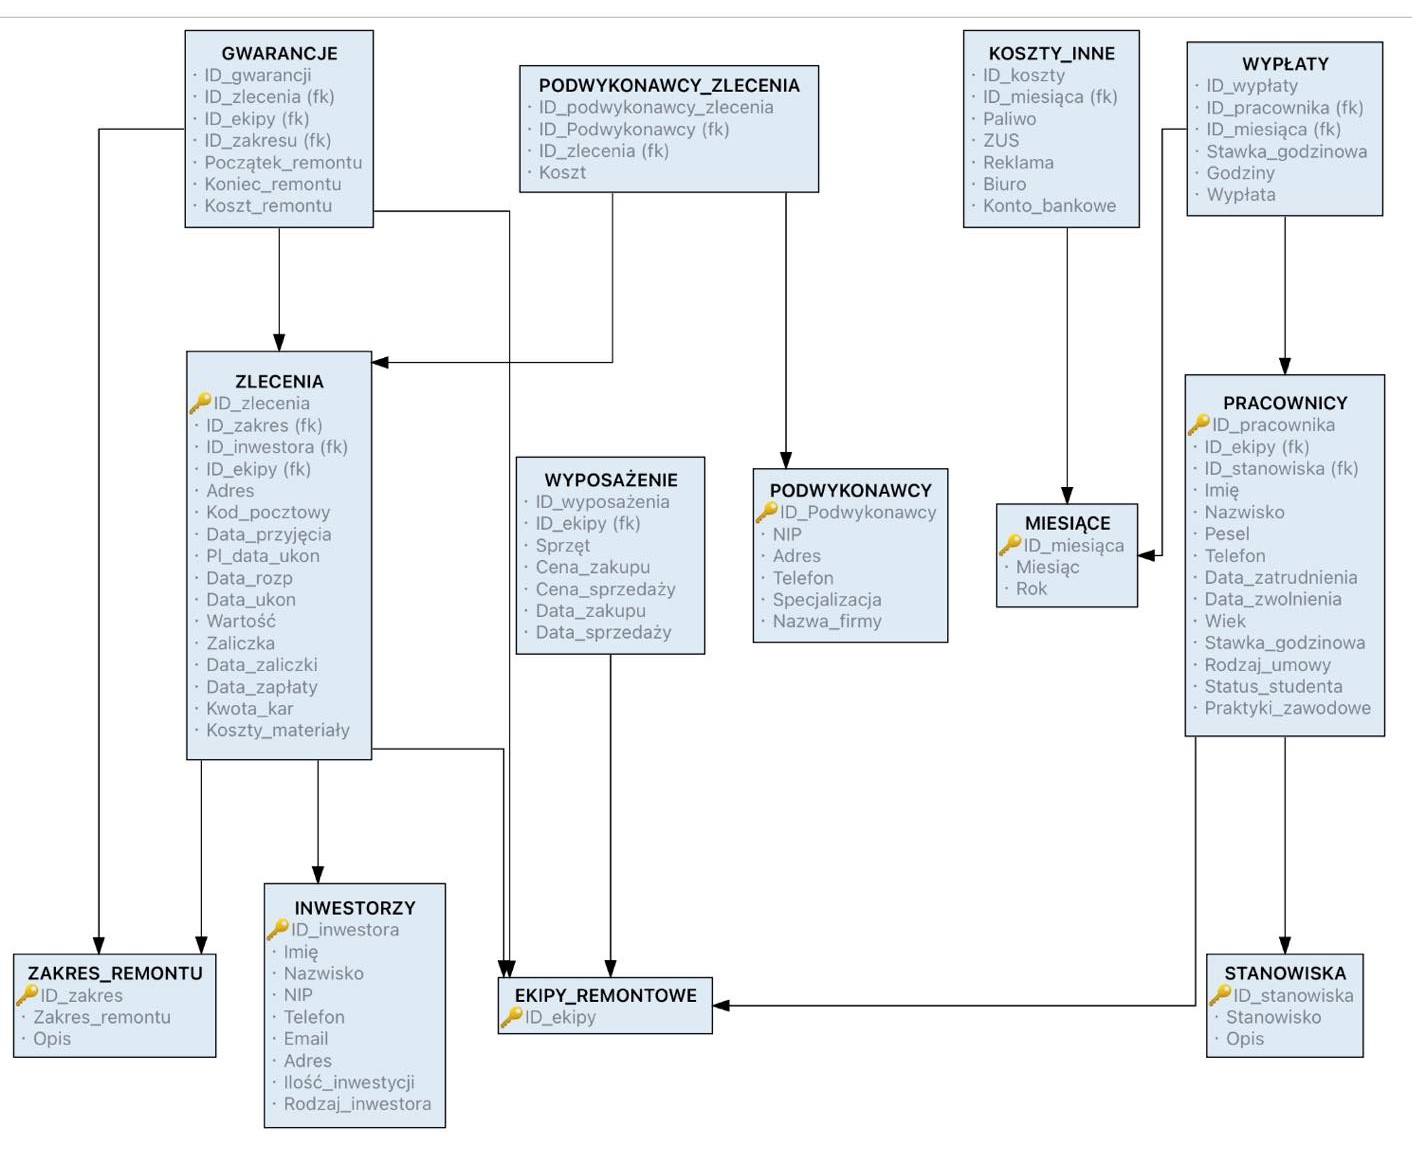 GWARANCJE
· ID_gwarancji
· ID_zlecenia (fk)
· ID_ekipy (fk)
· ID_zakresu (fk)
· Początek_remontu
· Koniec_remontu
· Koszt_remontu
PODWYKONAWCY_ZLECENIA
· ID_podwykonawcy_zlecenia
· ID_Podwykonawcy (fk)
· ID_zlecenia (fk)
· Koszt
KOSZTY_INNE
· ID_koszty
· ID_miesiąca (fk)
· Paliwo
· ZUS
· Reklama
· Biuro
· Konto_bankowe
WYPŁATY
· ID_wypłaty
· ID_pracownika (fk)
· ID_miesiąca (fk)
· Stawka_godzinowa
· Godziny
· Wypłata
ZLECENIA
ID_zlecenia
· ID_zakres (fk)
· ID_inwestora (fk)
· ID_ekipy (fk)
· Adres
· Kod_pocztowy
· Data_przyjęcia
· Pl_data_ukon
· Data_rozp
· Data_ukon
· Wartość
· Zaliczka
· Data_zaliczki
· Data_zapłaty
· Kwota_kar
· Koszty_materiały
WYPOSAŻENIE
· ID_wyposażenia
· ID_ekipy (fk)
· Sprzęt
· Cena_zakupu
· Cena_sprzedaży
· Data_zakupu
· Data_sprzedaży
PODWYKONAWCY
ID_Podwykonawcy
· NIP
· Adres
· Telefon
· Specjalizacja
· Nazwa_firmy
MIESIĄCE
ID_miesiąca
· Miesiąc
· Rok
PRACOWNICY
ID_pracownika
· ID_ekipy (fk)
· ID_stanowiska (fk)
· Imię
· Nazwisko
· Pesel
· Telefon
· Data_zatrudnienia
· Data_zwolnienia
· Wiek
· Stawka_godzinowa
· Rodzaj_umowy
· Status_studenta
· Praktyki_zawodowe
ZAKRES_REMONTU
ID_zakres
· Zakres_remontu
· Opis
INWESTORZY
ID_inwestora
· Imię
· Nazwisko
· NIP
· Telefon
· Email
· Adres
· Ilość_inwestycji
· Rodzaj_inwestora
EKIPY_REMONTOWE
ID_ekipy
STANOWISKA
ID_stanowiska
· Stanowisko
· Opis